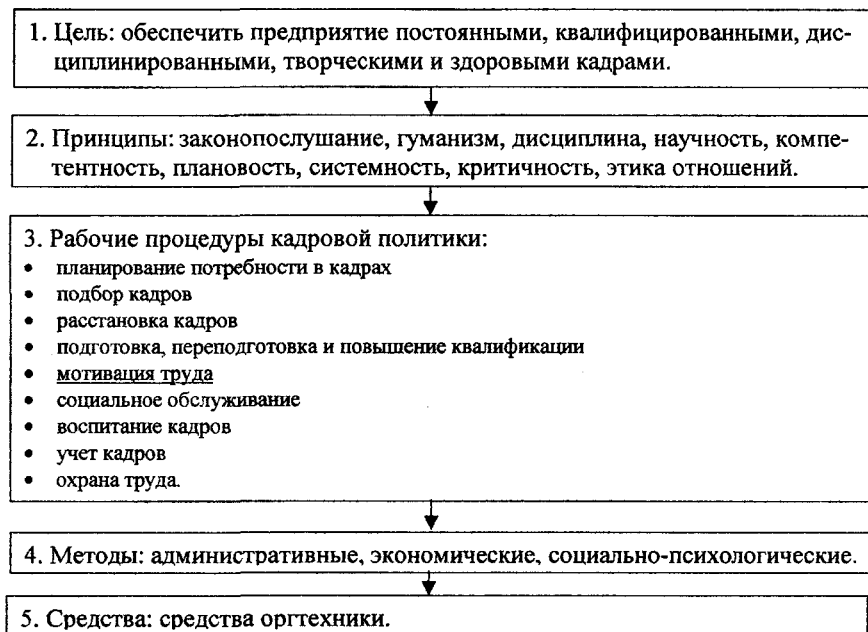 1. Цель: обеспечить предприятие постоянными, квалифицированными, дис-
циплинированными, творческими и здоровыми кадрами.
2. Принципы: законопослушание, гуманизм, дисциплина, научность, компе-
тентность, плановость, системность, критичность, этика отношений.
3. Рабочие процедуры кадровой политики:
• планирование потребности в кадрах
• подбор кадров
• расстановка кадров
• подготовка, переподготовка и повышение квалификации
• мотивация труда
• социальное обслуживание
• воспитание кадров
• учет кадров
• охрана труда.
4. Методы: административные, экономические, социально-психологические.
5. Средства: средства оргтехники.